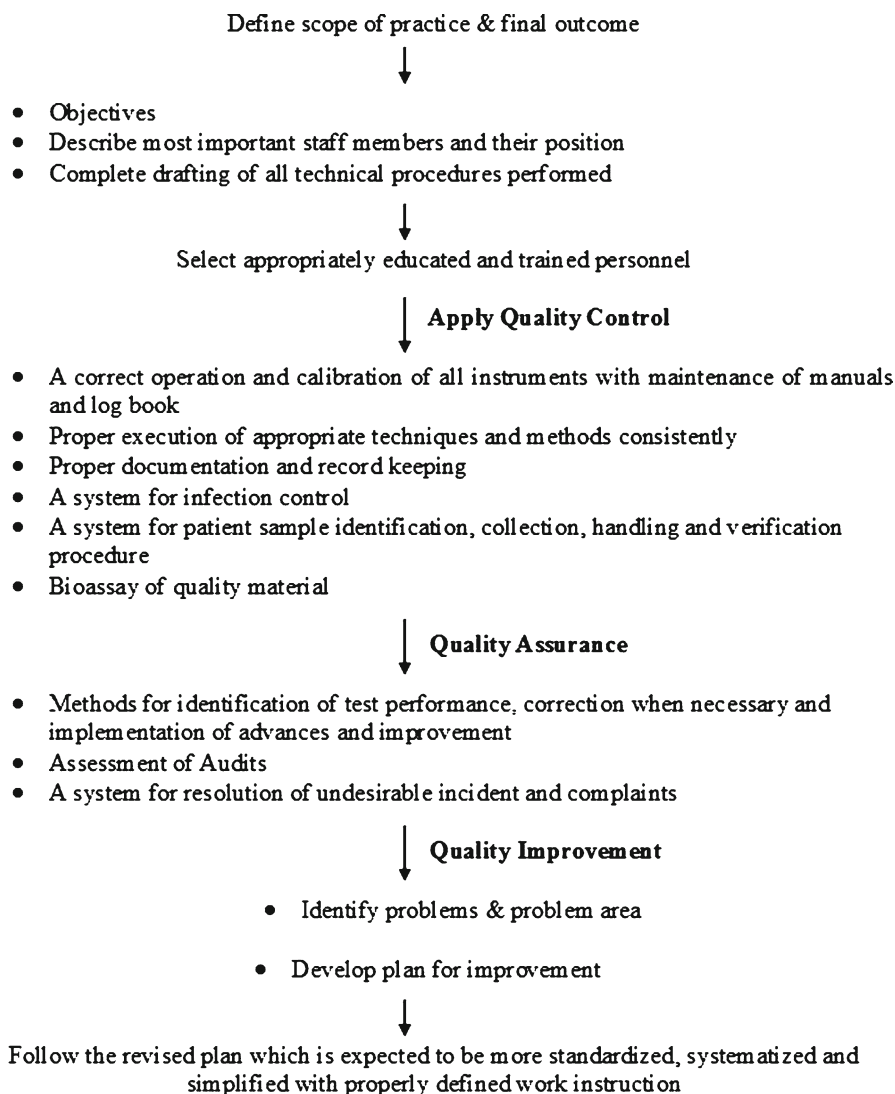 Define scope of practice & final outcome
• Objectives
• Describe most important staff members and their position
• Complete drafting of all technical procedures performed
Select appropriately educated and trained personnel
Apply Quality Control
• A correct operation and calibration of all instruments with maintenance of manuals
and log book
• Proper execution of appropriate techniques and methods consistently
• Proper documentation and record keeping
• A system for infection control
• A system for patient sample identification, collection, handling and verification
procedure
• Bioassay of quality material
Quality Assurance
• Methods for identification of test performance, correction when necessary and
implementation of advances and improvement
• Assessment of Audits
• A system for resolution of undesirable incident and complaints
Quality Improvement
• Identify problems & problem area
• Develop plan for improvement
Follow the revised plan which is expected to be more standardized, systematized and
simplified with properly defined work instruction